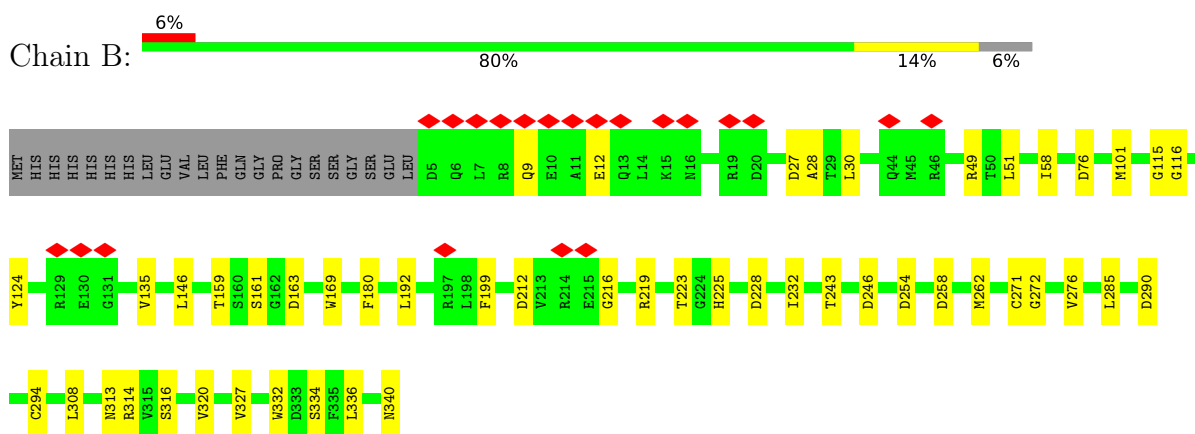 6%
Chain B:
80% 14% 6%
MET HIS HIS HIS HIS HIS HIS LEU GLU VAL LEU PHE GLN GLY PRO GLY SER SER GLY SER GLU LEU D5 Q6 L7 R8 Q9 E10 A11 E12 Q13 L14 K15 N16 R19 D20 D27 A28 T29 L30 Q44 M45 R46 R49 T50 L51 I58 D76 M101 G115 G116
Y124 R129 E130 G131 V135 L146 T159 S160 S161 G162 D163 W169 F180 L192 R197 L198 F199 D212 V213 R214 E215 G216 R219 T223 G224 H225 D228 I232 T243 D246 D254 D258 M262 C271 G272 V276 L285 D290
C294 L308 N313 R314 V315 S316 V320 V327 W332 D333 S334 F335 L336 N340